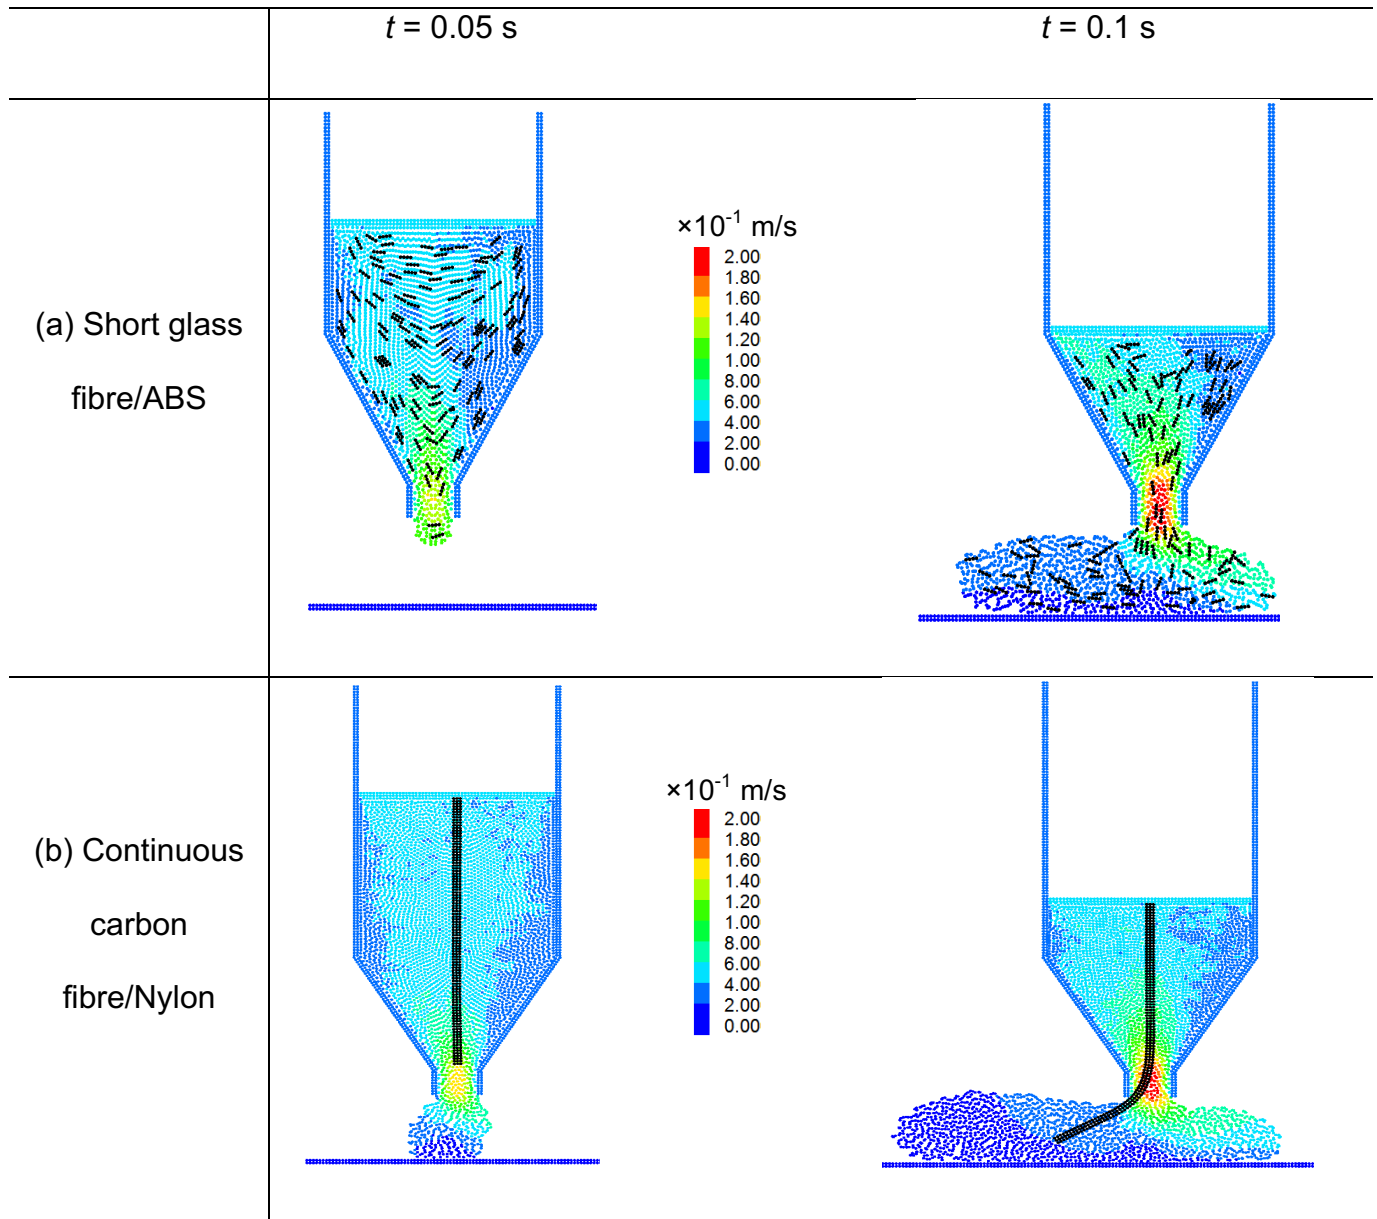 t = 0.05 s
t = 0.1 s
(a) Short glass
fibre/ABS
×10⁻¹ m/s
2.00
1.80
1.60
1.40
1.20
1.00
8.00
6.00
4.00
2.00
0.00
(b) Continuous
carbon
fibre/Nylon
×10⁻¹ m/s
2.00
1.80
1.60
1.40
1.20
1.00
8.00
6.00
4.00
2.00
0.00